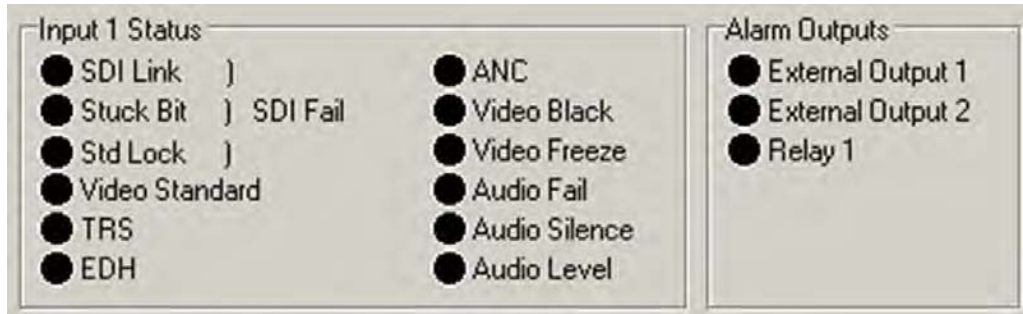 Input 1 Status
SDI Link )
Stuck Bit ) SDI Fail
Std Lock )
Video Standard
TRS
EDH
ANC
Video Black
Video Freeze
Audio Fail
Audio Silence
Audio Level
Alarm Outputs
External Output 1
External Output 2
Relay 1